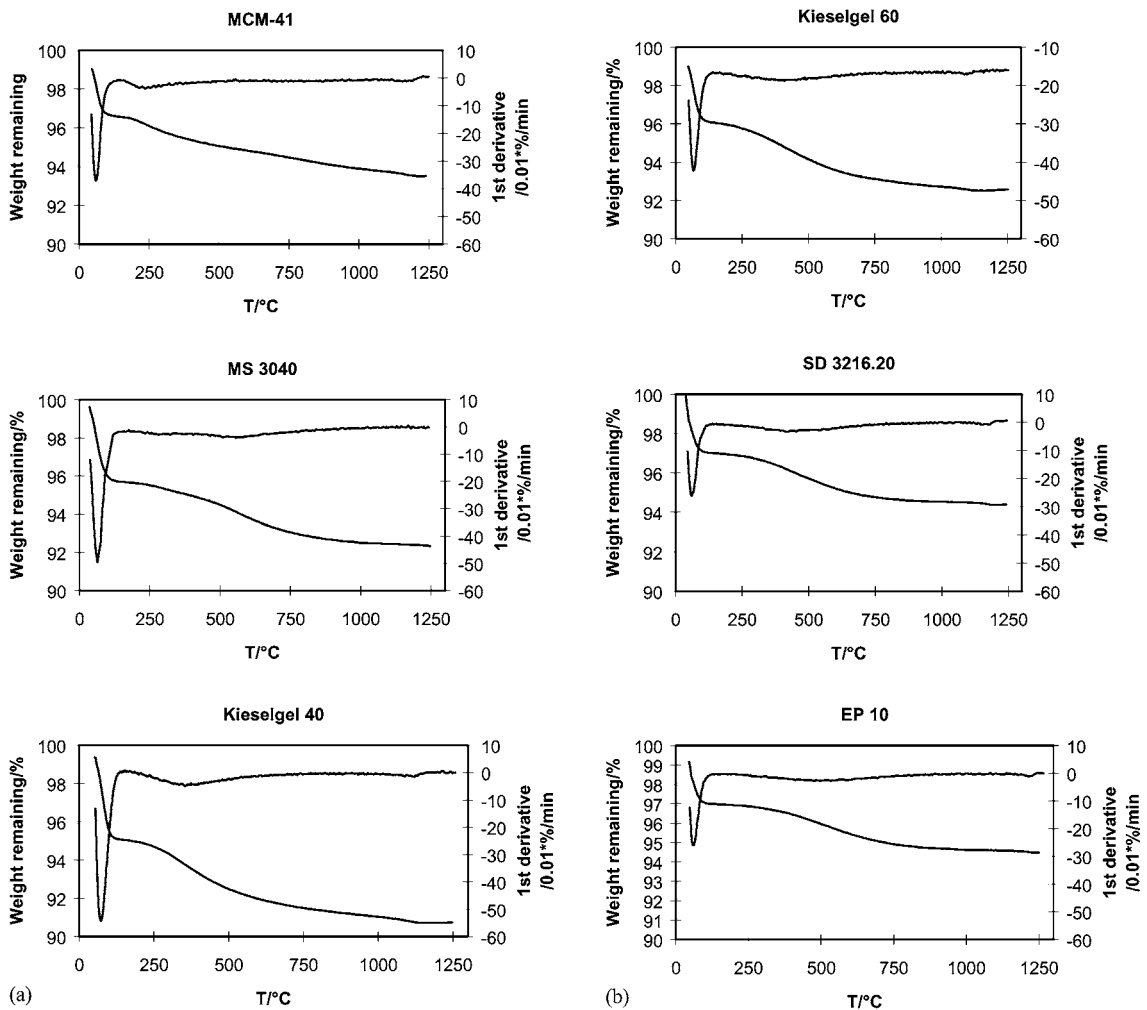 MCM-41
100
98
96
94
92
90
Weight remaining
10
0
-10
-20
-30
-40
-50
-60
1st derivative
/0.01*%/min
0 250 500 750 1000 1250
T/°C
MS 3040
100
98
96
94
92
90
Weight remaining/%
10
0
-10
-20
-30
-40
-50
-60
1st derivative
/0.01*%/min
0 250 500 750 1000 1250
T/°C
Kieselgel 40
100
98
96
94
92
90
Weight remaining/%
10
0
-10
-20
-30
-40
-50
-60
1st derivative
/0.01*%/min
0 250 500 750 1000 1250
T/°C
(a)
Kieselgel 60
100
98
96
94
92
90
Weight remaining/%
-10
-20
-30
-40
-50
-60
1st derivative
/0.01*%/min
0 250 500 750 1000 1250
T/°C
SD 3216.20
100
98
96
94
92
90
Weight remaining/%
10
0
-10
-20
-30
-40
-50
-60
1st derivative
/0.01*%/min
0 250 500 750 1000 1250
T/°C
EP 10
100
99
98
97
96
95
94
93
92
91
90
Weight remaining/%
10
0
-10
-20
-30
-40
-50
-60
1st derivative
/0.01*%/min
0 250 500 750 1000 1250
T/°C
(b)